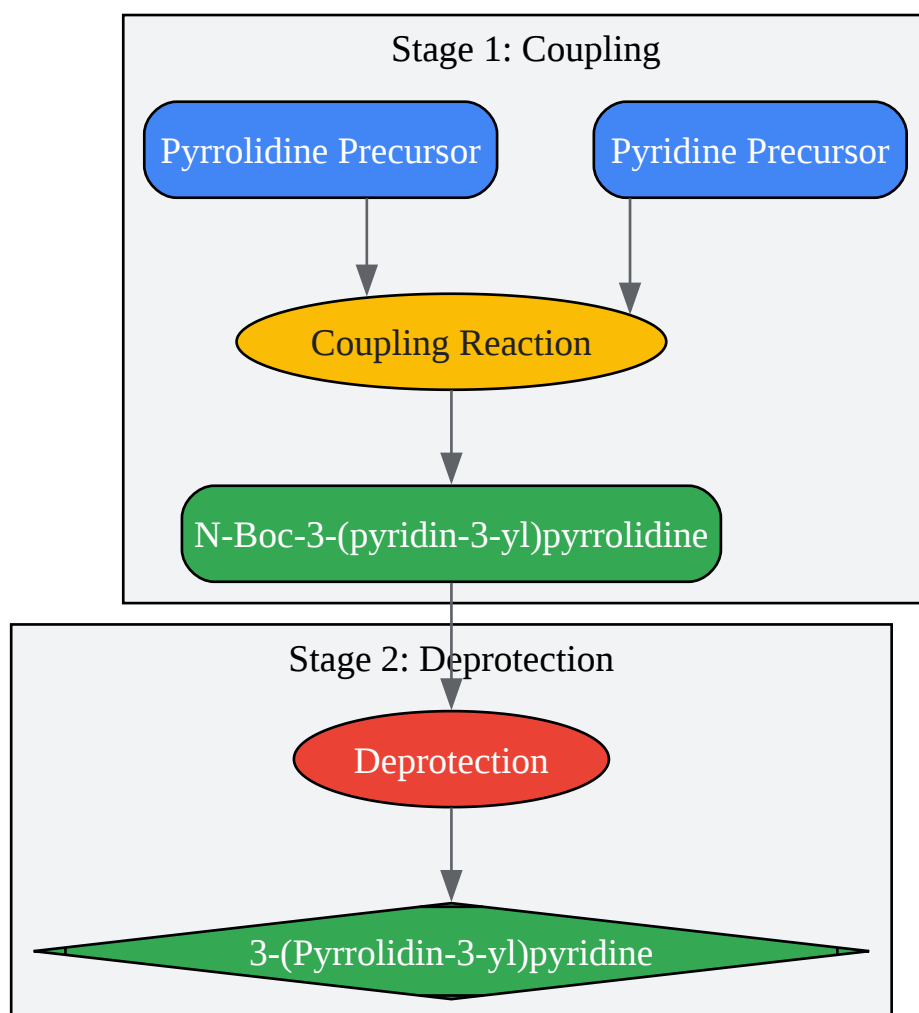 Stage 1: Coupling
Pyrrolidine Precursor
Pyridine Precursor
Coupling Reaction
N-Boc-3-(pyridin-3-yl)pyrrolidine
Stage 2: Deprotection
Deprotection
3-(Pyrrolidin-3-yl)pyridine